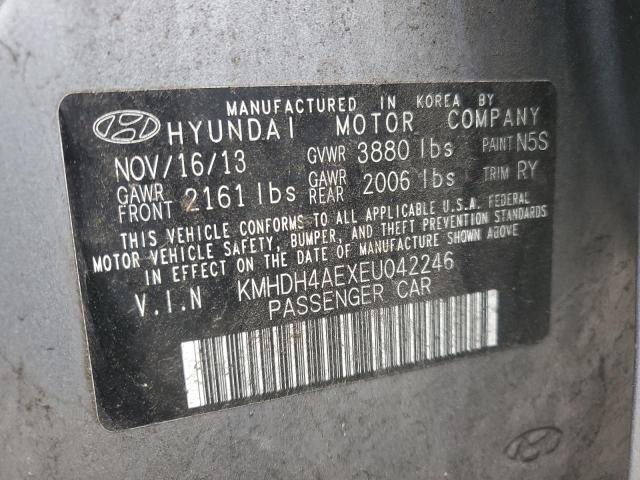 MANUFACTURED IN KOREA BY
HYUNDAI MOTOR COMPANY
NOV/16/13 GVWR 3880 lbs PAINT N5S
GAWR FRONT 2161 lbs GAWR REAR 2006 lbs TRIM RY
THIS VEHICLE CONFORMS TO ALL APPLICABLE U.S.A. FEDERAL
MOTOR VEHICLE SAFETY, BUMPER, AND THEFT PREVENTION STANDARDS
IN EFFECT ON THE DATE OF MANUFACTURE SHOWN ABOVE.
V.I.N KMHDH4AEXEU042246
PASSENGER CAR